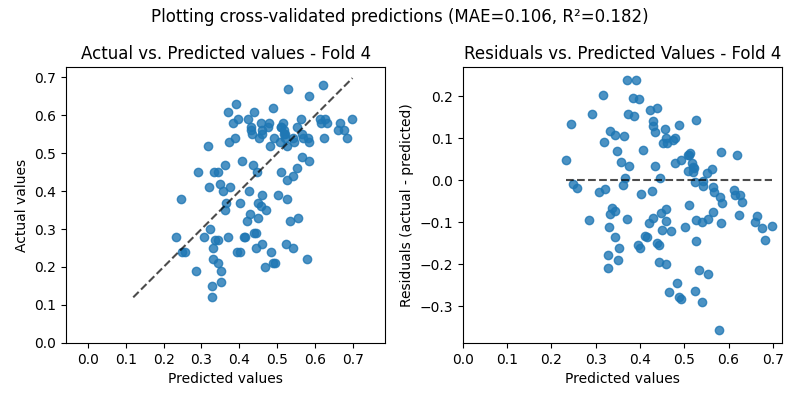 Plotting cross-validated predictions (MAE=0.106, R²=0.182)
Actual vs. Predicted values - Fold 4
Actual values
0.7
0.6
0.5
0.4
0.3
0.2
0.1
0.0
0.0 0.1 0.2 0.3 0.4 0.5 0.6 0.7
Predicted values
Residuals vs. Predicted Values - Fold 4
Residuals (actual - predicted)
0.2
0.1
0.0
−0.1
−0.2
−0.3
0.0 0.1 0.2 0.3 0.4 0.5 0.6 0.7
Predicted values